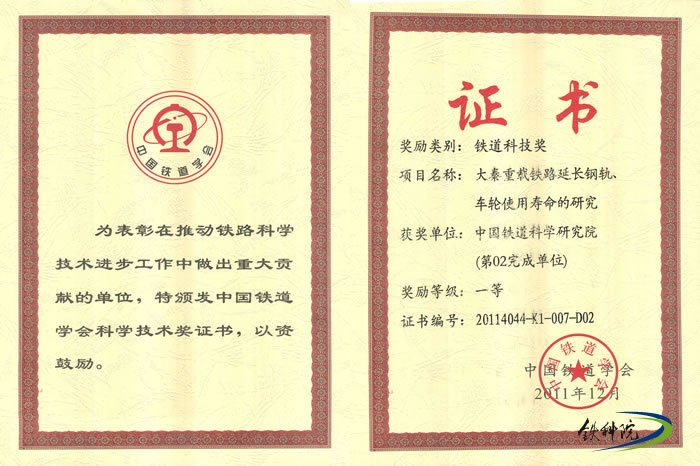 中国铁道学会
为表彰在推动铁路科学
技术进步工作中做出重大贡
献的单位，特颁发中国铁道
学会科学技术奖证书，以资
鼓励。
证书
奖励类别：铁道科技奖
项目名称：大秦重载铁路延长钢轨、
车轮使用寿命的研究
获奖单位：中国铁道科学研究院
(第02完成单位)
奖励等级：一等
证书编号：20114044-K1-007-D02
中国铁道学会
中国铁道学会
2011年12月
铁科院